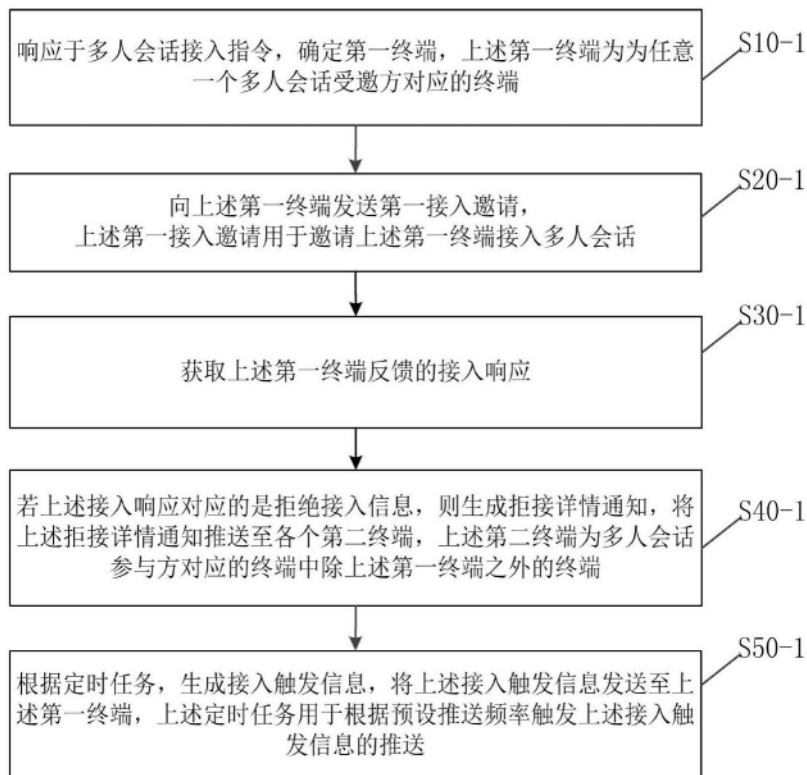 响应于多人会话接入指令，确定第一终端，上述第一终端为为任意
一个多人会话受邀方对应的终端
S10-1
向上述第一终端发送第一接入邀请，
上述第一接入邀请用于邀请上述第一终端接入多人会话
S20-1
获取上述第一终端反馈的接入响应
S30-1
若上述接入响应对应的是拒绝接入信息，则生成拒接详情通知，将
上述拒接详情通知推送至各个第二终端，上述第二终端为多人会话
参与方对应的终端中除上述第一终端之外的终端
S40-1
根据定时任务，生成接入触发信息，将上述接入触发信息发送至上
述第一终端，上述定时任务用于根据预设推送频率触发上述接入触
发信息的推送
S50-1